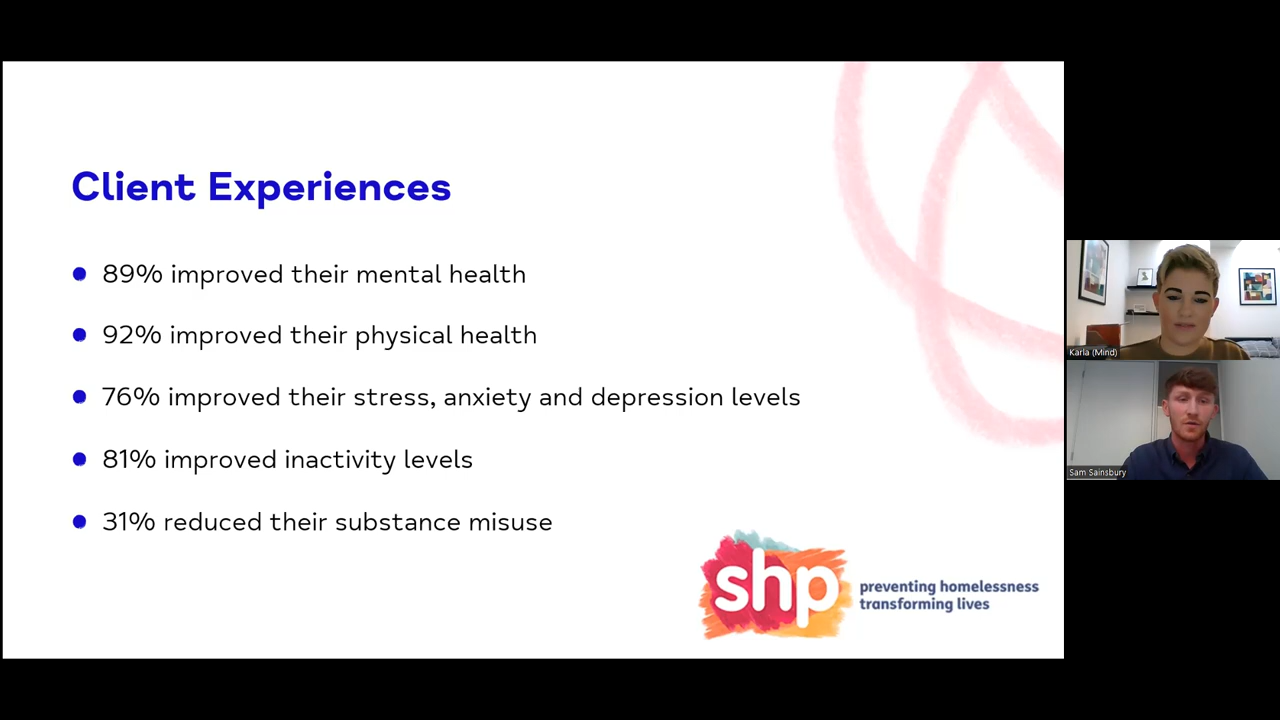 Client Experiences
89% improved their mental health
92% improved their physical health
76% improved their stress, anxiety and depression levels
81% improved inactivity levels
31% reduced their substance misuse
shp
preventing homelessness
transforming lives
Karla (Mind)
Sam Sainsbury